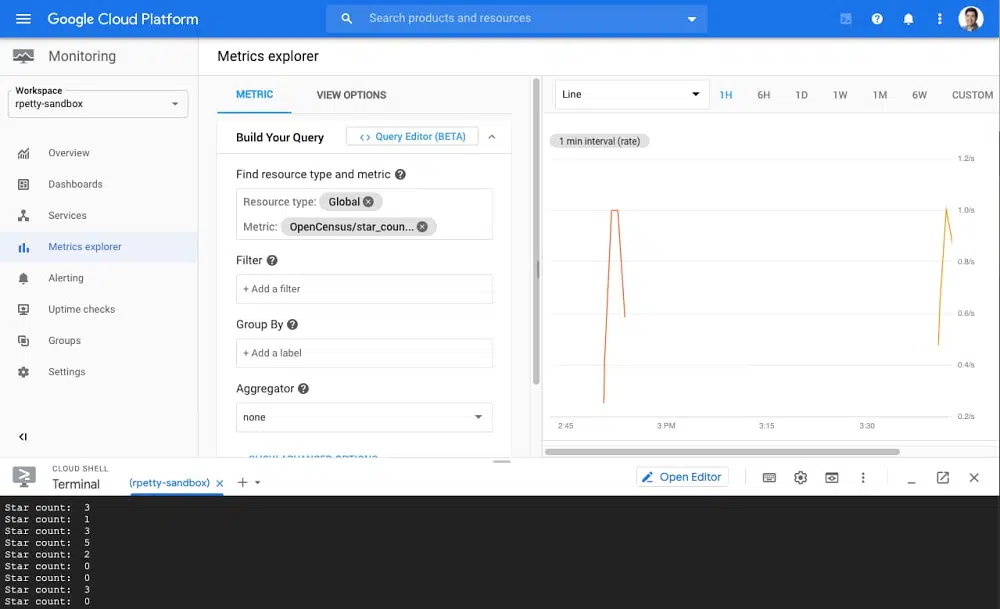 Google Cloud Platform
Search products and resources
Monitoring
Metrics explorer
Workspace
rpetty-sandbox
Overview
Dashboards
Services
Metrics explorer
Alerting
Uptime checks
Groups
Settings
METRIC
VIEW OPTIONS
Build Your Query
<> Query Editor (BETA)
Find resource type and metric
Resource type: Global
Metric: OpenCensus/star_coun...
Filter
+ Add a filter
Group By
+ Add a label
Aggregator
none
SHOW ADVANCED OPTIONS
Line
1H 6H 1D 1W 1M 6W CUSTOM
1 min interval (rate)
1.2/s
1.0/s
0.8/s
0.6/s
0.4/s
0.2/s
2:45 3 PM 3:15 3:30
CLOUD SHELL
Terminal
(rpetty-sandbox)
Open Editor
Star count: 3
Star count: 1
Star count: 3
Star count: 5
Star count: 2
Star count: 0
Star count: 0
Star count: 3
Star count: 0